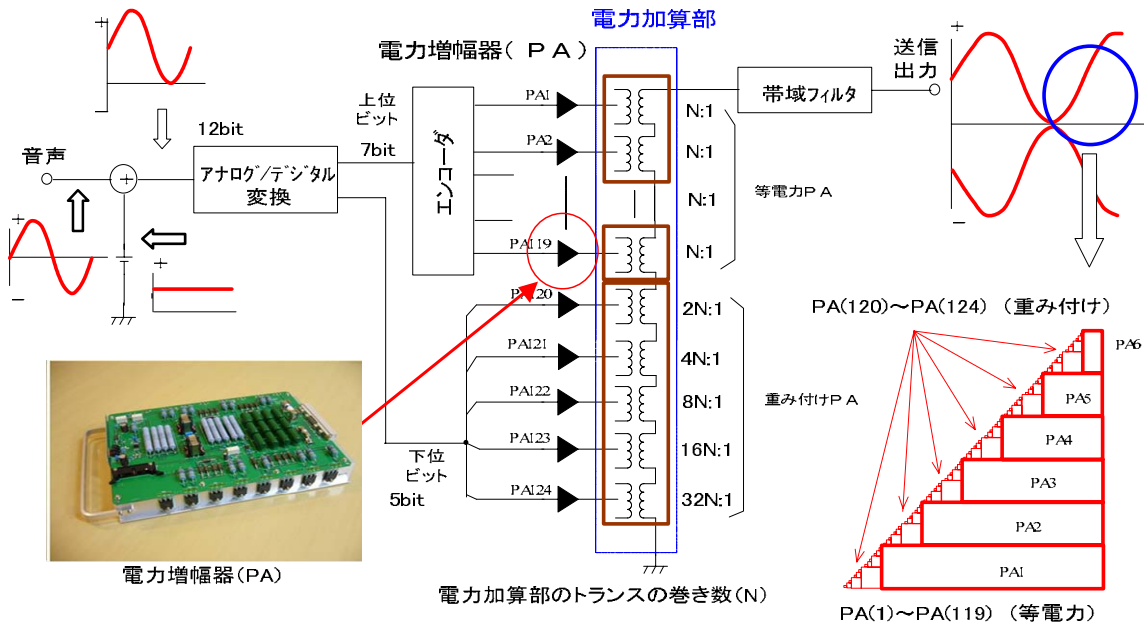 電力加算部
電力増幅器( PA)
送信
出力
+
−
+
音声
12bit
アナログ/デジタル
変換
上位
ビット
7bit
エンコーダ
PA1
PA2
PA119
PA120
PA121
PA122
PA123
PA124
N:1
N:1
N:1
N:1
2N:1
4N:1
8N:1
16N:1
32N:1
等電力PA
重み付けPA
帯域フィルタ
+
−
+
+
−
下位
ビット
5bit
電力増幅器(PA)
電力加算部のトランスの巻き数(N)
PA(120)～PA(124) (重み付け)
PA6
PA5
PA4
PA3
PA2
PA1
PA(1)～PA(119) (等電力)